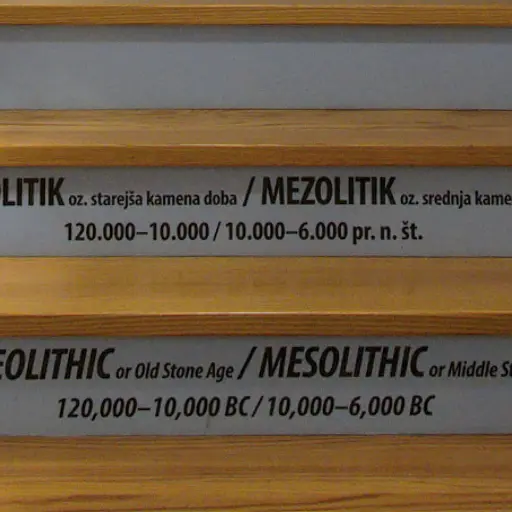 LITIK oz. starejša kamena doba / MEZOLITIK oz. srednja kame
120.000–10.000 / 10.000–6.000 pr. n. št.
EOLITHIC or Old Stone Age / MESOLITHIC or Middle St
120,000–10,000 BC / 10,000–6,000 BC